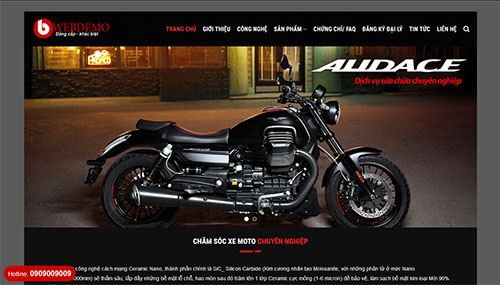 WEBDEMO
Đẳng cấp - khác biệt
TRANG CHỦ GIỚI THIỆU CÔNG NGHỆ SẢN PHẨM CHỨNG CHỈ/ FAQ ĐĂNG KÝ ĐẠI LÝ TIN TỨC LIÊN HỆ
AUDACE
Dịch vụ sửa chữa chuyên nghiệp
CHĂM SÓC XE MOTO CHUYÊN NGHIỆP
công nghệ cách mạng Ceramic Nano, thành phần chính là SiC_ Silicon Carbide (Kim cương nhân tạo Moissanite, với những phân tử ở mức Nano
000mm) sẽ thẩm sâu, lấp đầy những bề mặt lỗ chỗ, hao mòn sau đó trám lên 1 lớp Ceramic cực mỏng (1-6 micron) để bảo vệ, làm sạch bề mặt kim loại Mới 90%
Hotline: 0909009009